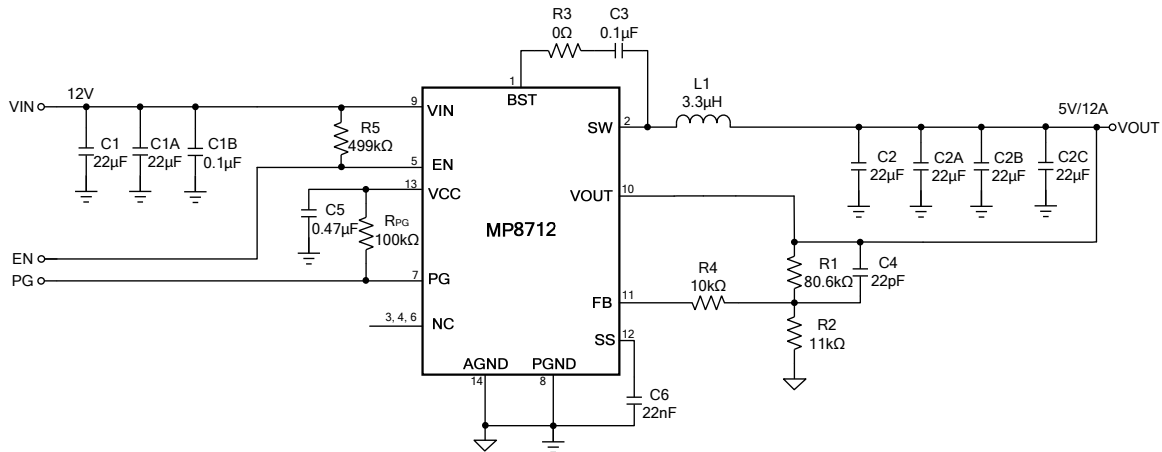 R3
0Ω
C3
0.1µF
1
BST
L1
3.3µH
12V
VIN
9
VIN
SW
2
5V/12A
VOUT
C1
22µF
C1A
22µF
C1B
0.1µF
R5
499kΩ
5
EN
13
VCC
C5
0.47µF
RPG
100kΩ
MP8712
VOUT
10
C2
22µF
C2A
22µF
C2B
22µF
C2C
22µF
EN
PG
7
PG
R4
10kΩ
FB
11
R1
80.6kΩ
C4
22pF
3, 4, 6
NC
SS
12
R2
11kΩ
AGND
14
PGND
8
C6
22nF